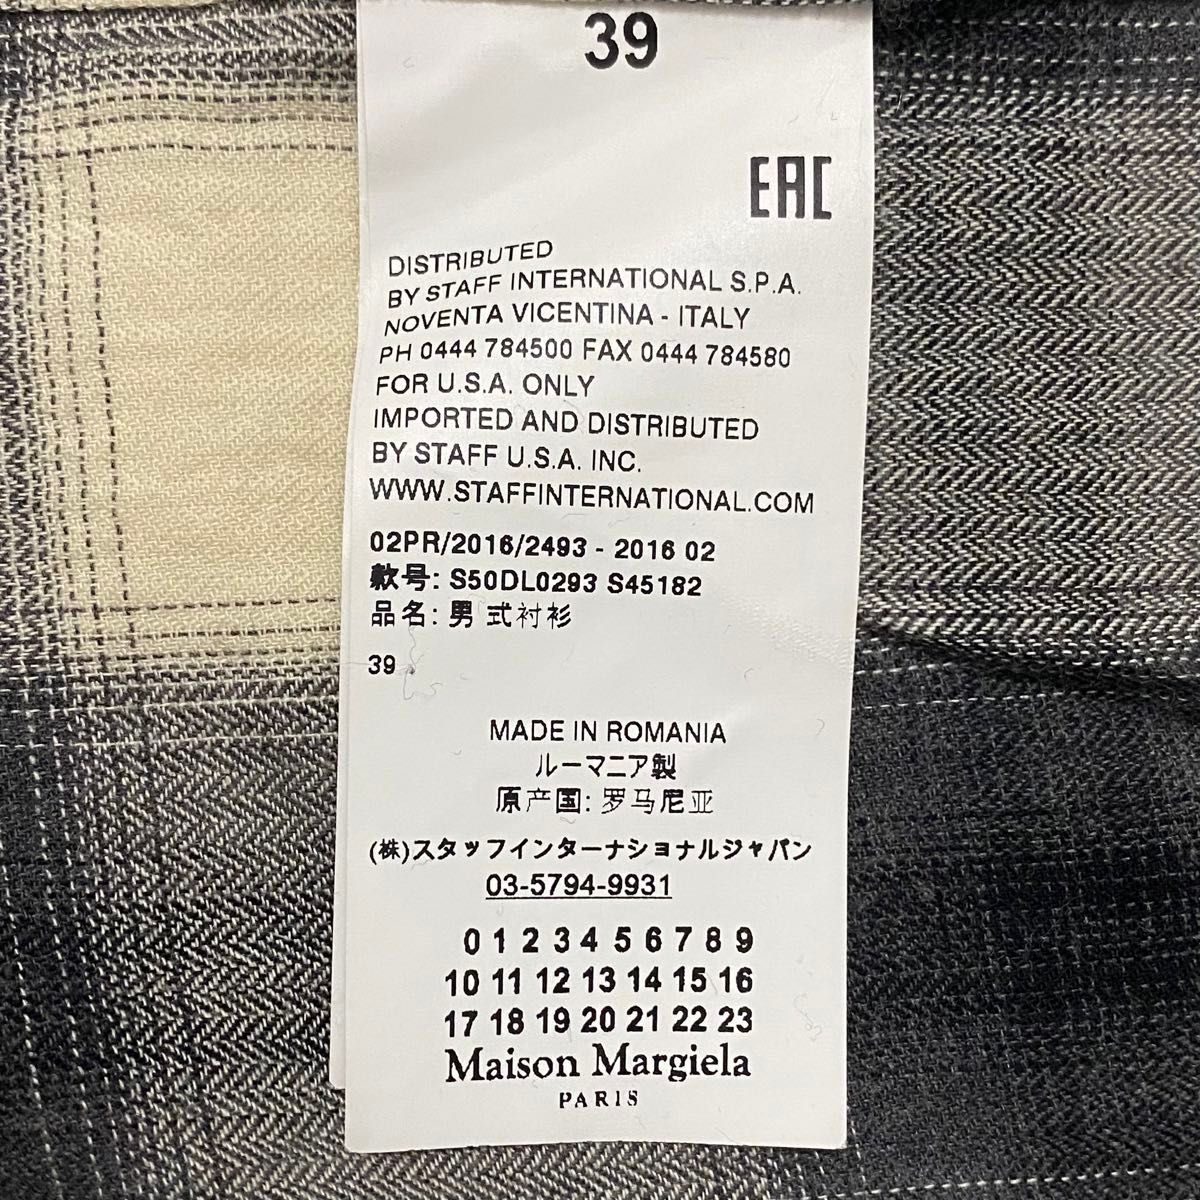 39
EAC
DISTRIBUTED
BY STAFF INTERNATIONAL S.P.A.
NOVENTA VICENTINA - ITALY
PH 0444 784500 FAX 0444 784580
FOR U.S.A. ONLY
IMPORTED AND DISTRIBUTED
BY STAFF U.S.A. INC.
WWW.STAFFINTERNATIONAL.COM
02PR/2016/2493 - 2016 02
款号: S50DL0293 S45182
品名: 男 式衬衫
39
MADE IN ROMANIA
ルーマニア製
原产国: 罗马尼亚
(株)スタッフインターナショナルジャパン
03-5794-9931
0 1 2 3 4 5 6 7 8 9
10 11 12 13 14 15 16
17 18 19 20 21 22 23
Maison Margiela
PARIS